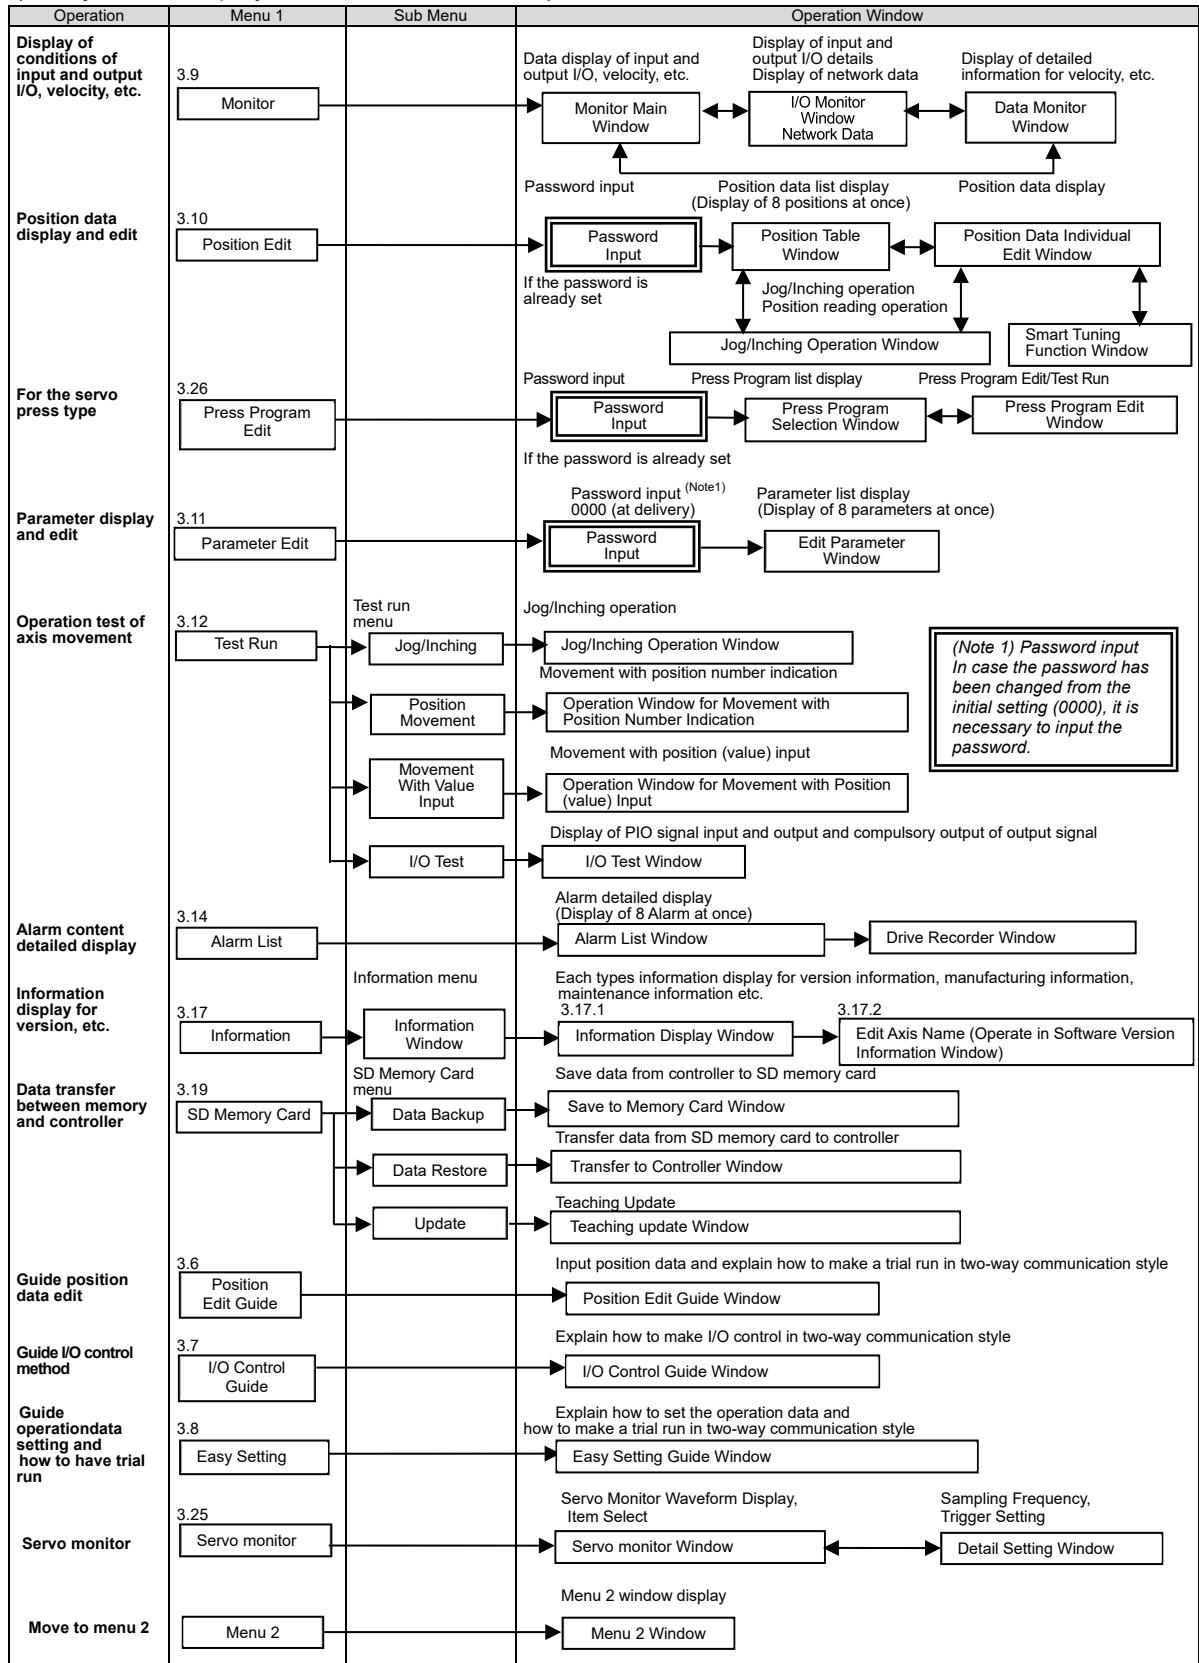 Operation
Menu 1
Sub Menu
Operation Window
Display of
conditions of
input and output
I/O, velocity, etc.
3.9
Monitor
Data display of input and
output I/O, velocity, etc.
Display of input and
output I/O details
Display of network data
Display of detailed
information for velocity, etc.
Monitor Main
Window
I/O Monitor
Window
Network Data
Data Monitor
Window
Position data
display and edit
3.10
Position Edit
Password input
Position data list display
(Display of 8 positions at once)
Position data display
Password
Input
Position Table
Window
Position Data Individual
Edit Window
If the password is
already set
Jog/Inching operation
Position reading operation
Jog/Inching Operation Window
Smart Tuning
Function Window
For the servo
press type
3.26
Press Program
Edit
Password input
Press Program list display
Press Program Edit/Test Run
Password
Input
Press Program
Selection Window
Press Program Edit
Window
If the password is already set
Parameter display
and edit
3.11
Parameter Edit
Password input (Note1)
0000 (at delivery)
Parameter list display
(Display of 8 parameters at once)
Password
Input
Edit Parameter
Window
Operation test of
axis movement
3.12
Test Run
Test run
menu
Jog/Inching
Jog/Inching operation
Jog/Inching Operation Window
Movement with position number indication
Position
Movement
Operation Window for Movement with
Position Number Indication
Movement with position (value) input
Movement
With Value
Input
Operation Window for Movement with Position
(value) Input
Display of PIO signal input and output and compulsory output of output signal
I/O Test
I/O Test Window
(Note 1) Password input
In case the password has
been changed from the
initial setting (0000), it is
necessary to input the
password.
Alarm content
detailed display
3.14
Alarm List
Alarm detailed display
(Display of 8 Alarm at once)
Alarm List Window
Drive Recorder Window
Information
display for
version, etc.
3.17
Information
Information menu
Information
Window
Each types information display for version information, manufacturing information,
maintenance information etc.
3.17.1
Information Display Window
3.17.2
Edit Axis Name (Operate in Software Version
Information Window)
Data transfer
between memory
and controller
3.19
SD Memory Card
SD Memory Card
menu
Data Backup
Save data from controller to SD memory card
Save to Memory Card Window
Transfer data from SD memory card to controller
Data Restore
Transfer to Controller Window
Teaching Update
Update
Teaching update Window
Guide position
data edit
3.6
Position
Edit Guide
Input position data and explain how to make a trial run in two-way communication style
Position Edit Guide Window
Guide I/O control
method
3.7
I/O Control
Guide
Explain how to make I/O control in two-way communication style
I/O Control Guide Window
Guide
operationdata
setting and
how to have trial
run
3.8
Easy Setting
Explain how to set the operation data and
how to make a trial run in two-way communication style
Easy Setting Guide Window
Servo monitor
3.25
Servo monitor
Servo Monitor Waveform Display,
Item Select
Servo monitor Window
Sampling Frequency,
Trigger Setting
Detail Setting Window
Move to menu 2
Menu 2
Menu 2 window display
Menu 2 Window